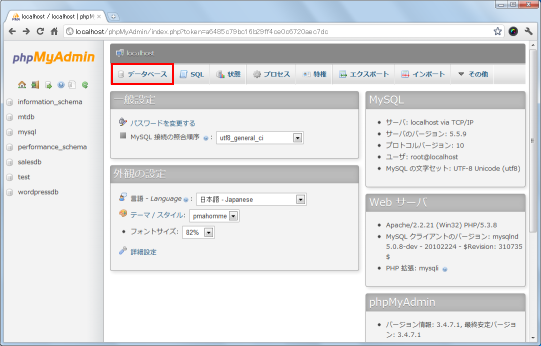 localhost / localhost | phpM
localhost/phpMyAdmin/index.php?token=a6485c79bc16b29ff4ce0c6720aec7dc
phpMyAdmin
information_schema
mtdb
mysql
performance_schema
salesdb
test
wordpressdb
localhost
データベース SQL 状態 プロセス 特権 エクスポート インポート その他
一般設定
パスワードを変更する
MySQL 接続の照合順序 : utf8_general_ci
外観の設定
言語 - Language : 日本語 - Japanese
テーマ / スタイル: pmahomme
フォントサイズ: 82%
詳細設定
MySQL
サーバ: localhost via TCP/IP
サーバのバージョン: 5.5.9
プロトコルバージョン: 10
ユーザ: root@localhost
MySQL の文字セット: UTF-8 Unicode (utf8)
Web サーバ
Apache/2.2.21 (Win32) PHP/5.3.8
MySQL クライアントのバージョン: mysqlnd
5.0.8-dev - 20102224 - $Revision: 310735
$
PHP 拡張: mysqli
phpMyAdmin
バージョン情報: 3.4.7.1, 最終安定バージョ
ン: 3.4.7.1